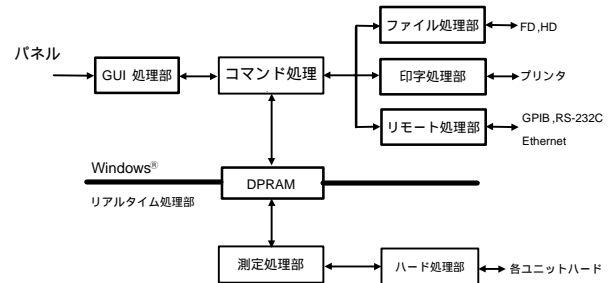 ファイル処理部
FD,HD
パネル
GUI 処理部
コマンド処理
印字処理部
プリンタ
リモート処理部
GPIB,RS-232C
Ethernet
Windows®
DPRAM
リアルタイム処理部
測定処理部
ハード処理部
各ユニットハード